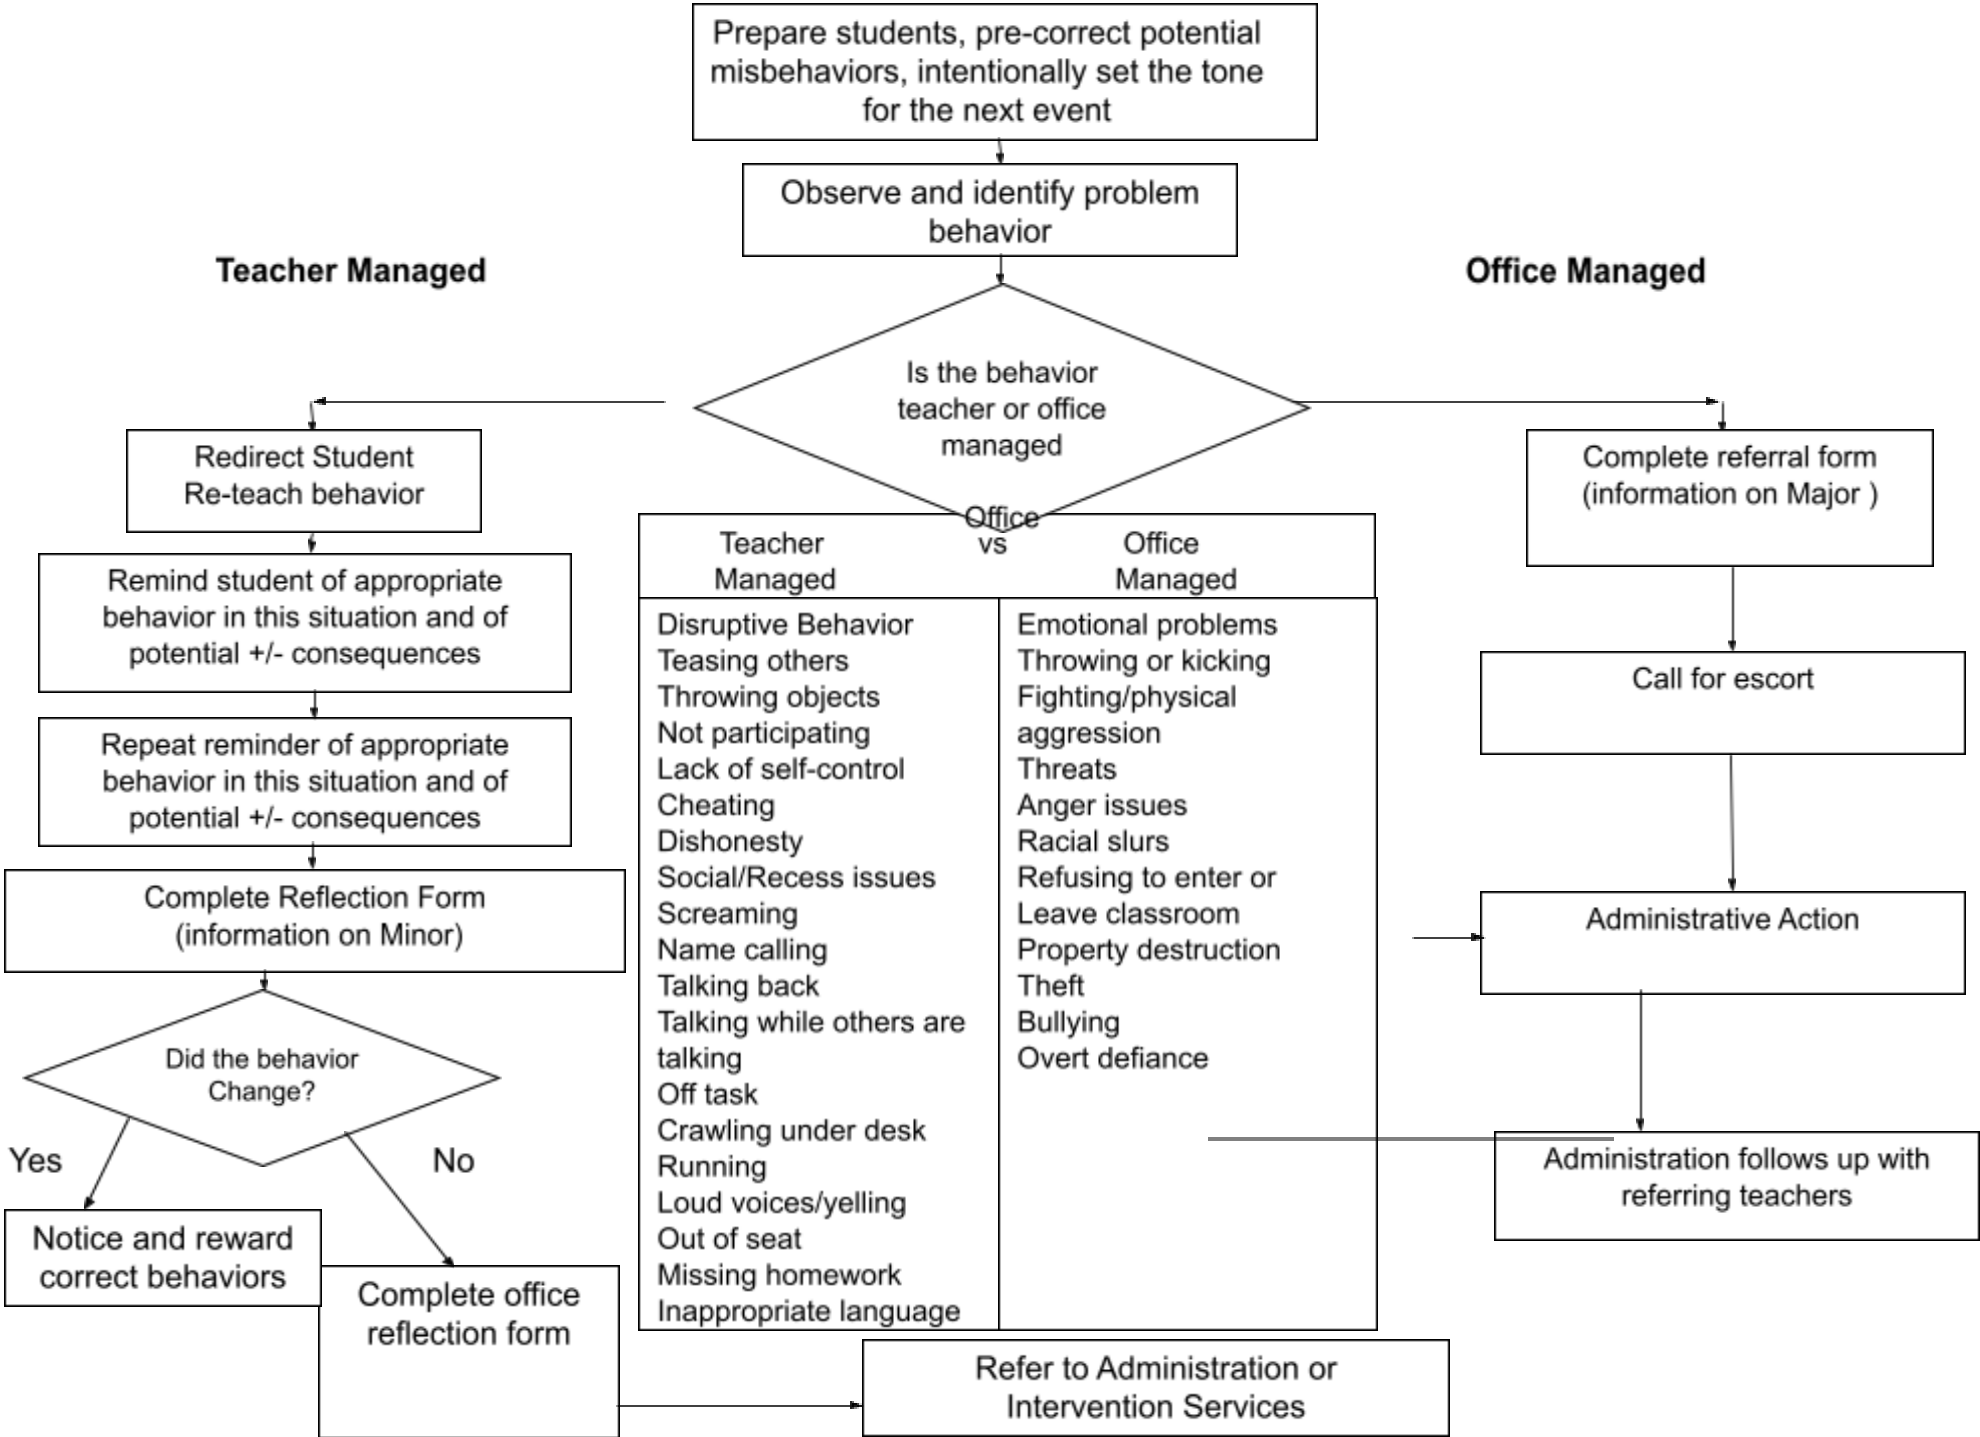 Prepare students, pre-correct potential
misbehaviors, intentionally set the tone
for the next event
Observe and identify problem
behavior
Teacher Managed
Office Managed
Is the behavior
teacher or office
managed
Redirect Student
Re-teach behavior
Remind student of appropriate
behavior in this situation and of
potential +/- consequences
Repeat reminder of appropriate
behavior in this situation and of
potential +/- consequences
Complete Reflection Form
(information on Minor)
Did the behavior
Change?
Yes
No
Notice and reward
correct behaviors
Complete office
reflection form
Office
Teacher
Managed
vs
Office
Managed
Disruptive Behavior
Teasing others
Throwing objects
Not participating
Lack of self-control
Cheating
Dishonesty
Social/Recess issues
Screaming
Name calling
Talking back
Talking while others are
talking
Off task
Crawling under desk
Running
Loud voices/yelling
Out of seat
Missing homework
Inappropriate language
Emotional problems
Throwing or kicking
Fighting/physical
aggression
Threats
Anger issues
Racial slurs
Refusing to enter or
Leave classroom
Property destruction
Theft
Bullying
Overt defiance
Refer to Administration or
Intervention Services
Complete referral form
(information on Major )
Call for escort
Administrative Action
Administration follows up with
referring teachers